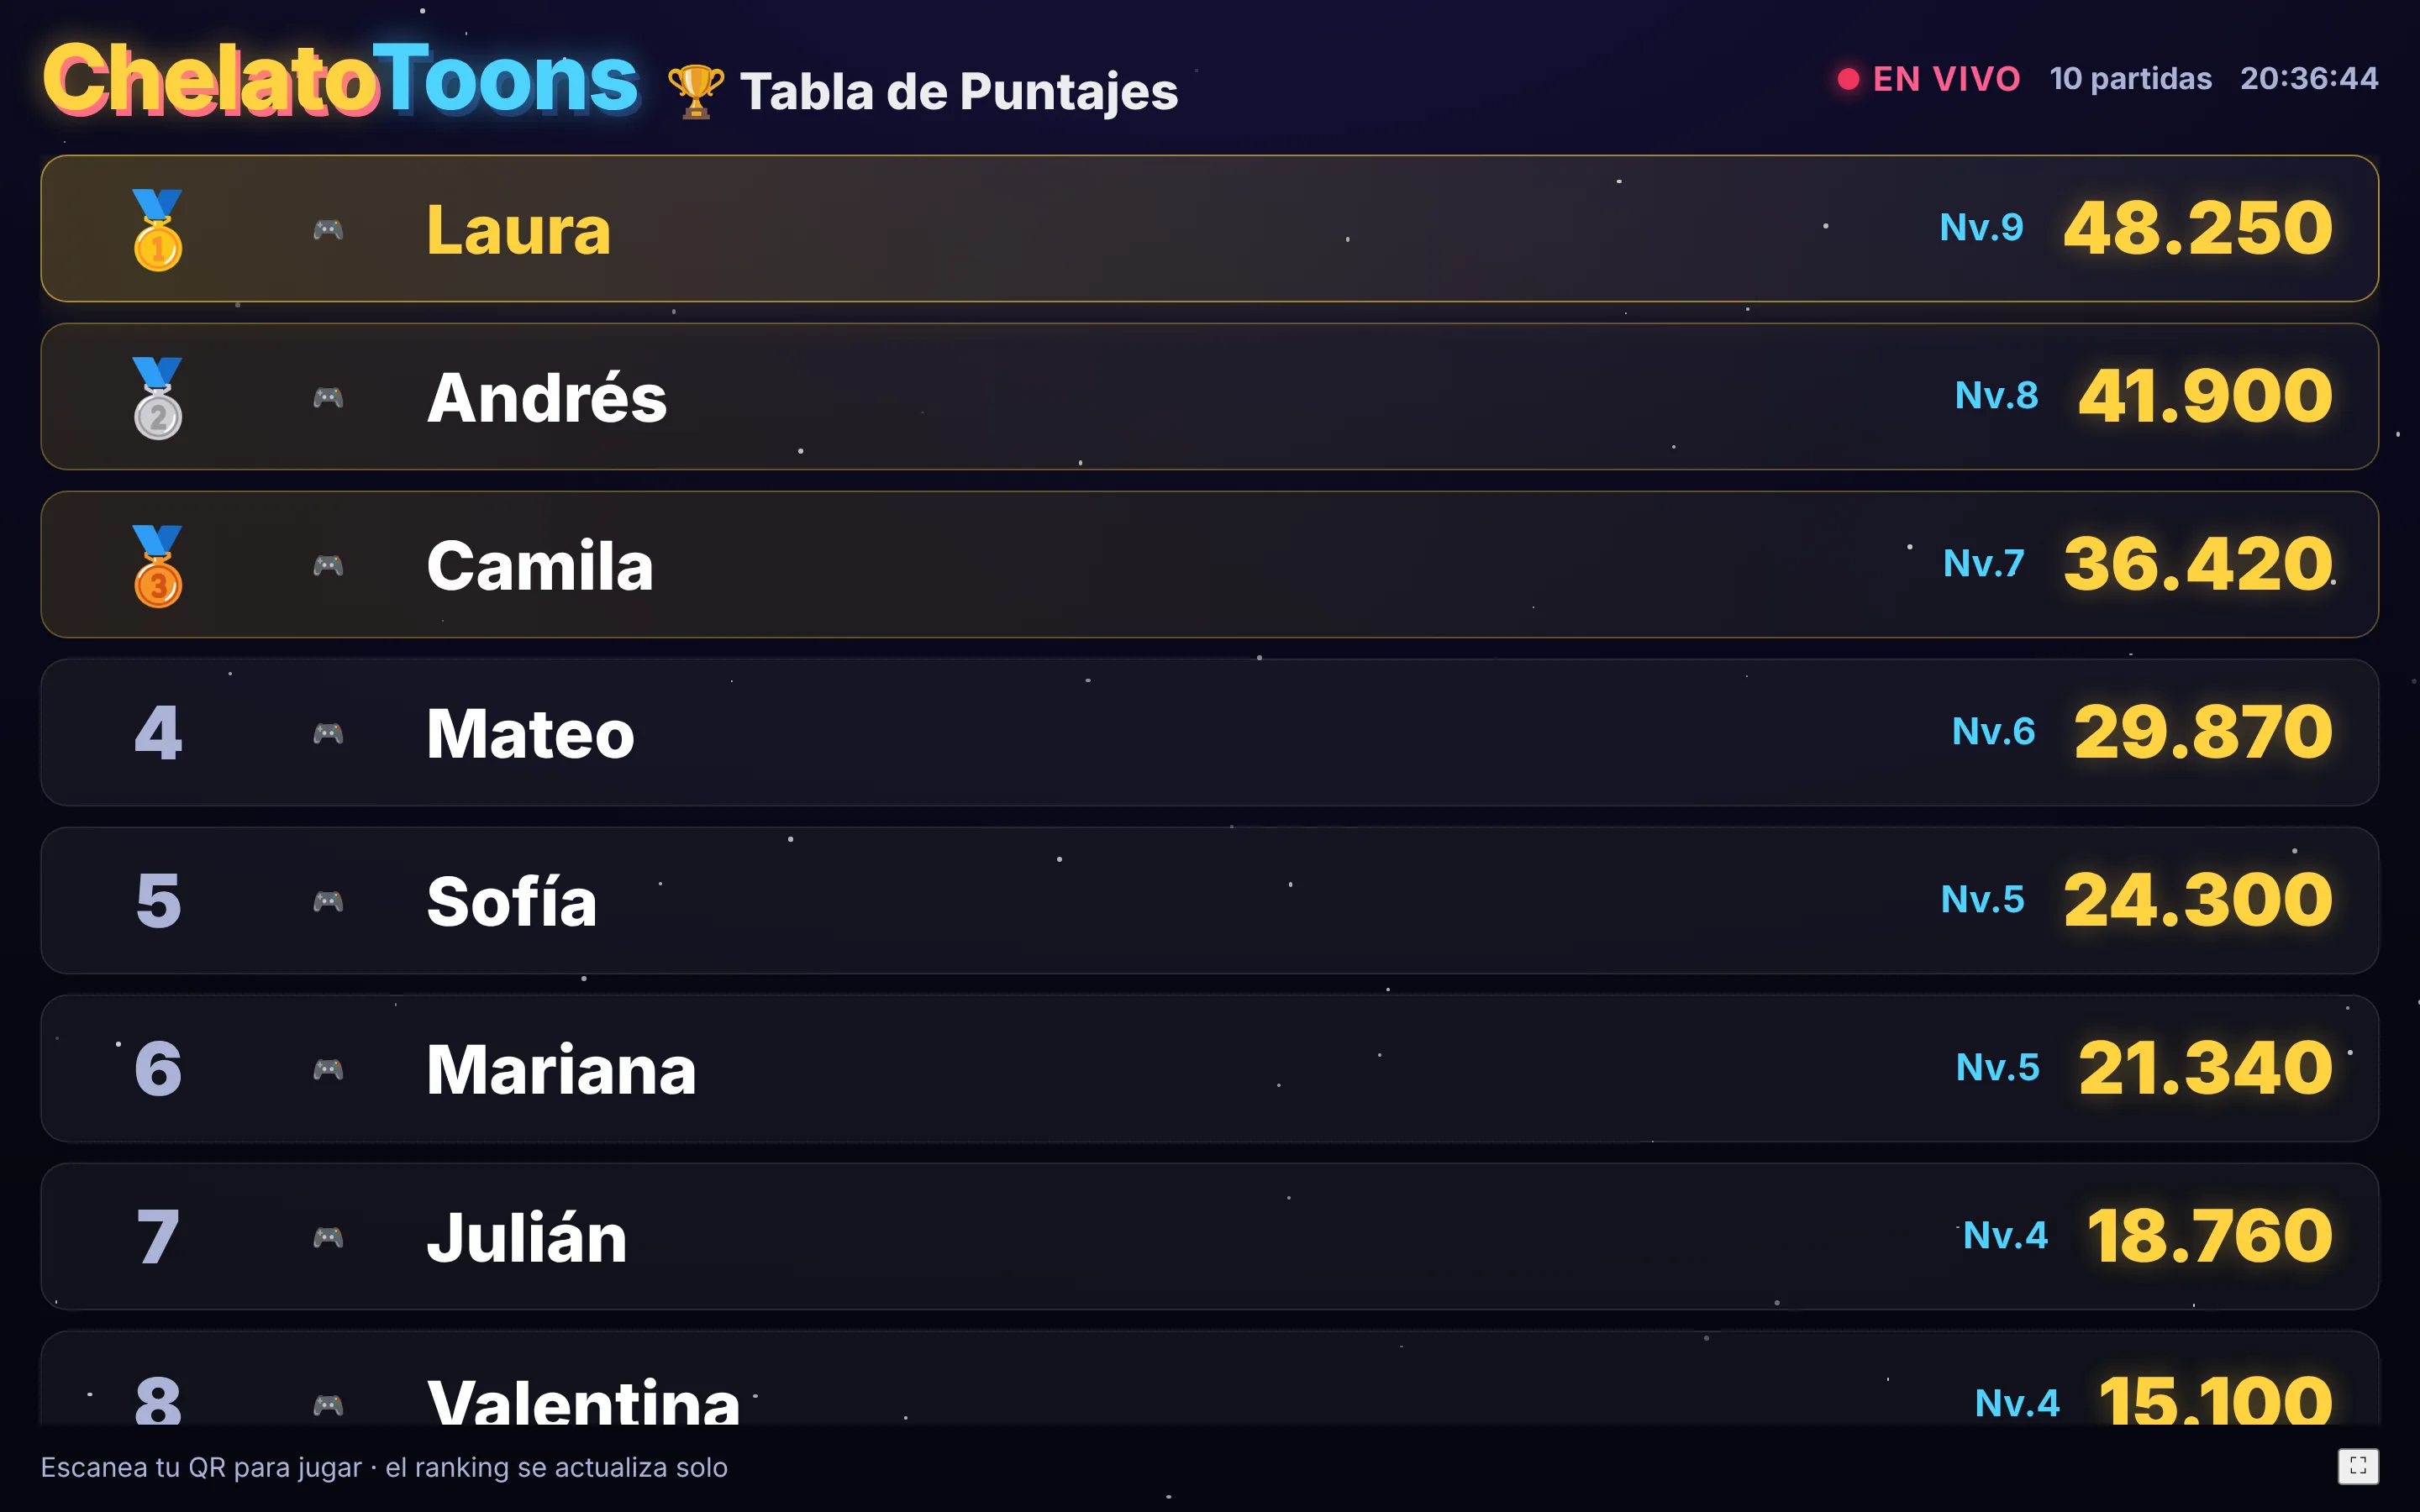 ChelatoToons 🏆 Tabla de Puntajes EN VIVO 10 partidas 20:36:44
1 Laura Nv.9 48.250
2 Andrés Nv.8 41.900
3 Camila Nv.7 36.420
4 Mateo Nv.6 29.870
5 Sofía Nv.5 24.300
6 Mariana Nv.5 21.340
7 Julián Nv.4 18.760
8 Valentina Nv.4 15.100
Escanea tu QR para jugar · el ranking se actualiza solo